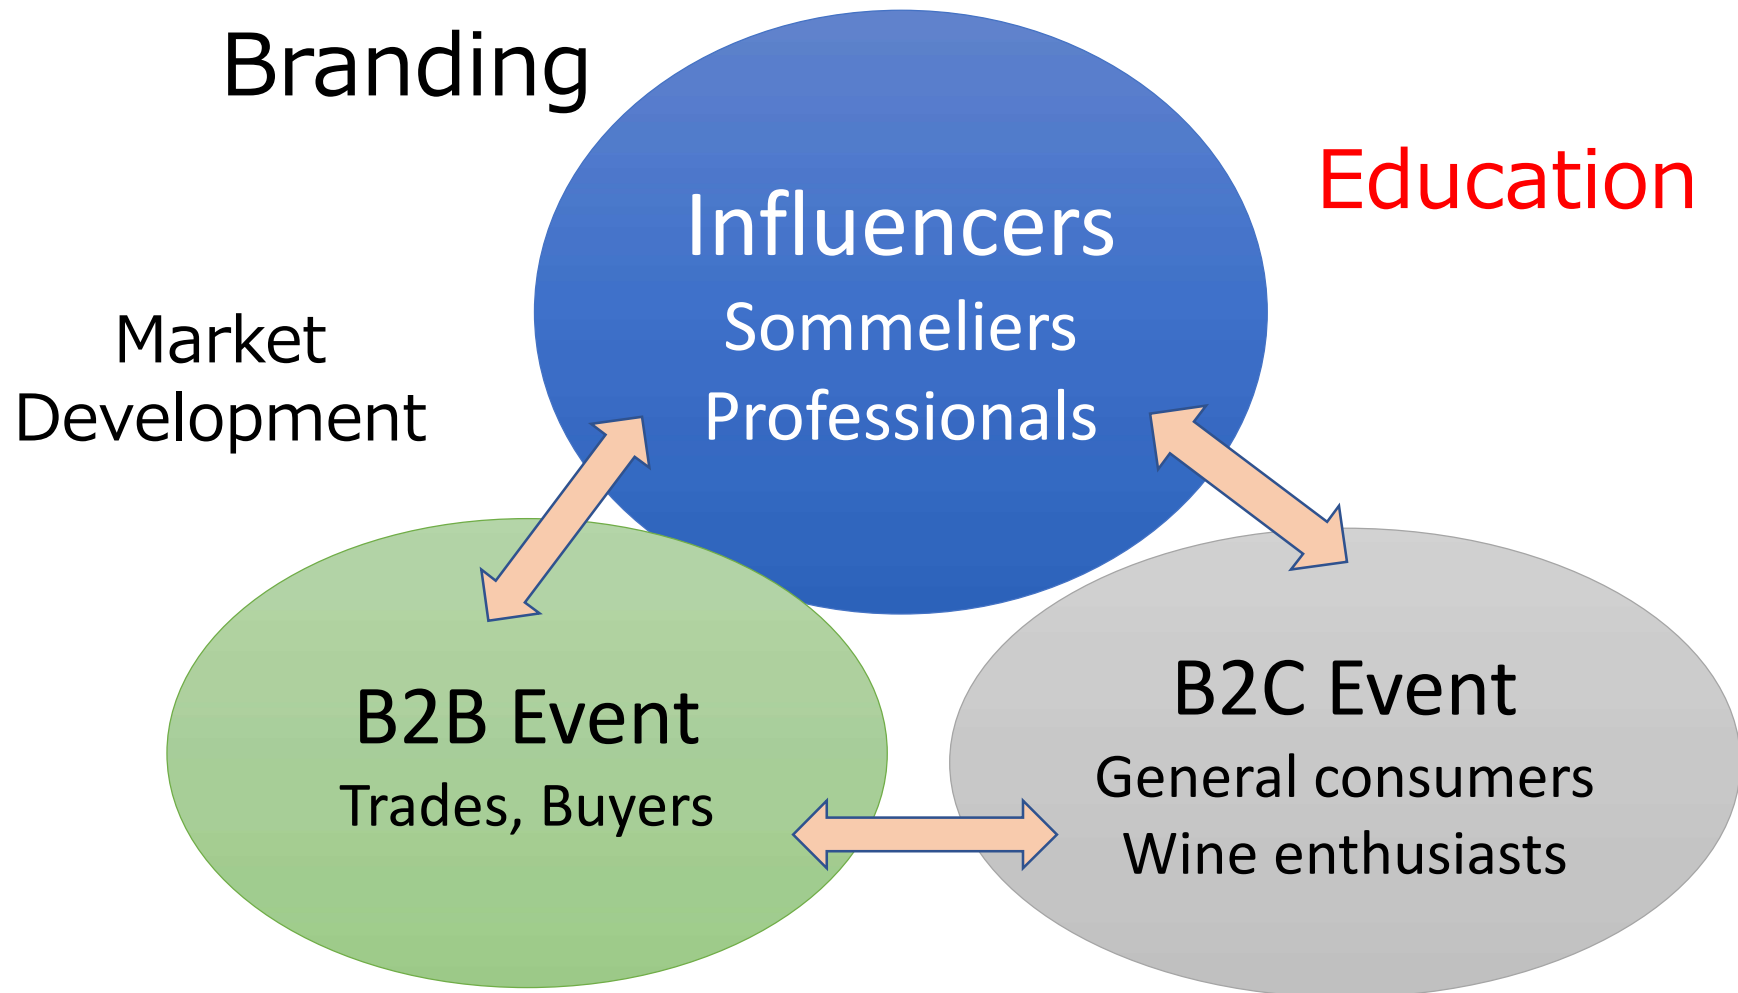 Branding
Education
Influencers
Sommeliers
Professionals
Market
Development
B2B Event
Trades, Buyers
B2C Event
General consumers
Wine enthusiasts